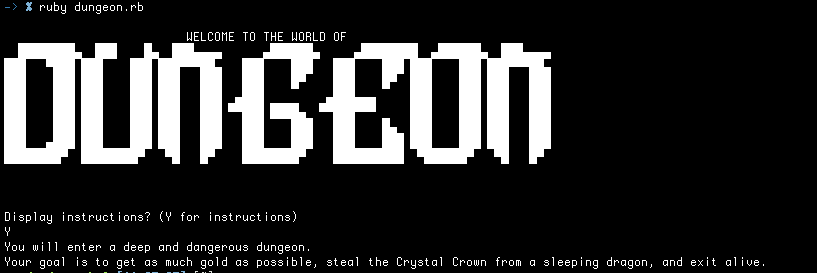 -> % ruby dungeon.rb
WELCOME TO THE WORLD OF
DUNGEON
Display instructions? (Y for instructions)
Y
You will enter a deep and dangerous dungeon.
Your goal is to get as much gold as possible, steal the Crystal Crown from a sleeping dragon, and exit alive.